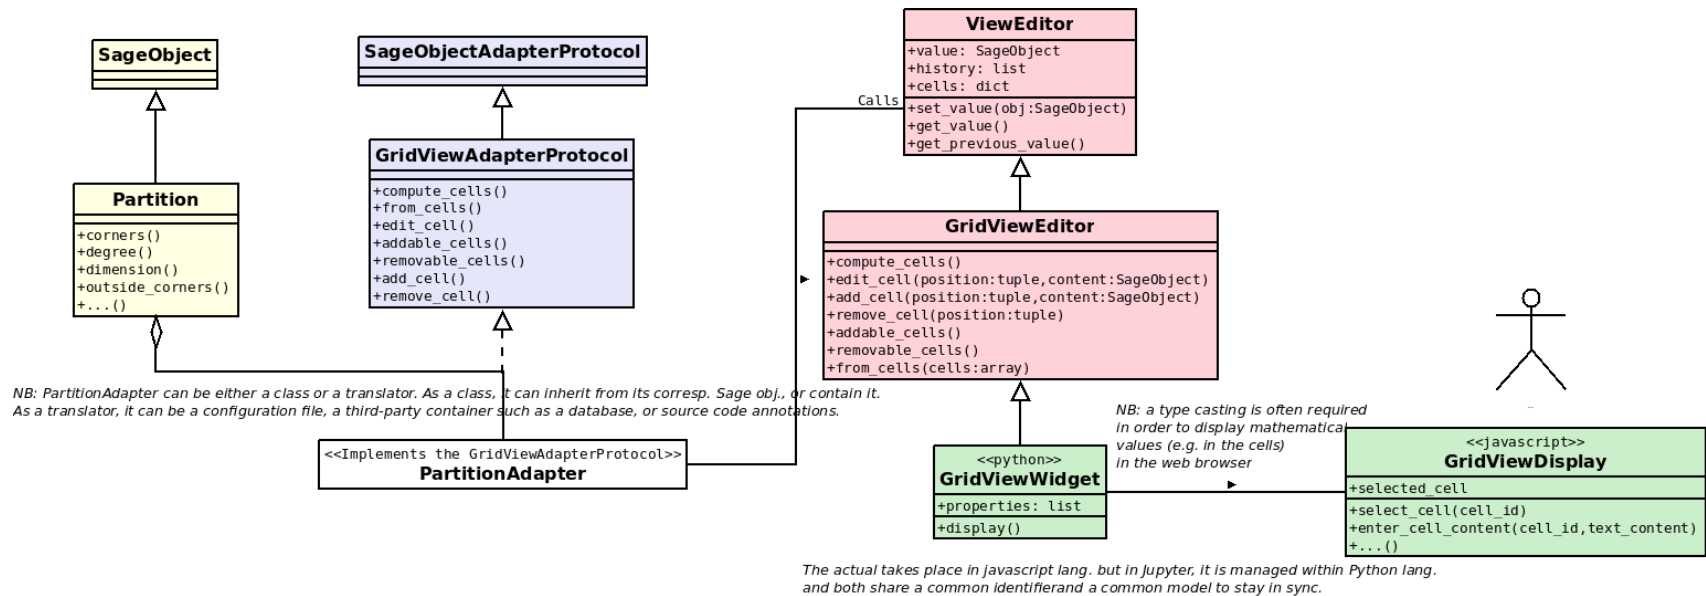 SageObject
SageObjectAdapterProtocol
ViewEditor
+value: SageObject
+history: list
+cells: dict
+set_value(obj:SageObject)
+get_value()
+get_previous_value()
Calls
GridViewAdapterProtocol
+compute_cells()
+from_cells()
+edit_cell()
+addable_cells()
+removable_cells()
+add_cell()
+remove_cell()
Partition
+corners()
+degree()
+dimension()
+outside_corners()
+...()
GridViewEditor
+compute_cells()
+edit_cell(position:tuple,content:SageObject)
+add_cell(position:tuple,content:SageObject)
+remove_cell(position:tuple)
+addable_cells()
+removable_cells()
+from_cells(cells:array)
NB: PartitionAdapter can be either a class or a translator. As a class, it can inherit from its corresp. Sage obj., or contain it.
As a translator, it can be a configuration file, a third-party container such as a database, or source code annotations.
<<Implements the GridViewAdapterProtocol>>
PartitionAdapter
NB: a type casting is often required
in order to display mathematical
values (e.g. in the cells)
in the web browser
...
<<python>>
GridViewWidget
+properties: list
+display()
<<javascript>>
GridViewDisplay
+selected_cell
+select_cell(cell_id)
+enter_cell_content(cell_id,text_content)
+...()
The actual takes place in javascript lang. but in Jupyter, it is managed within Python lang.
and both share a common identifierand a common model to stay in sync.